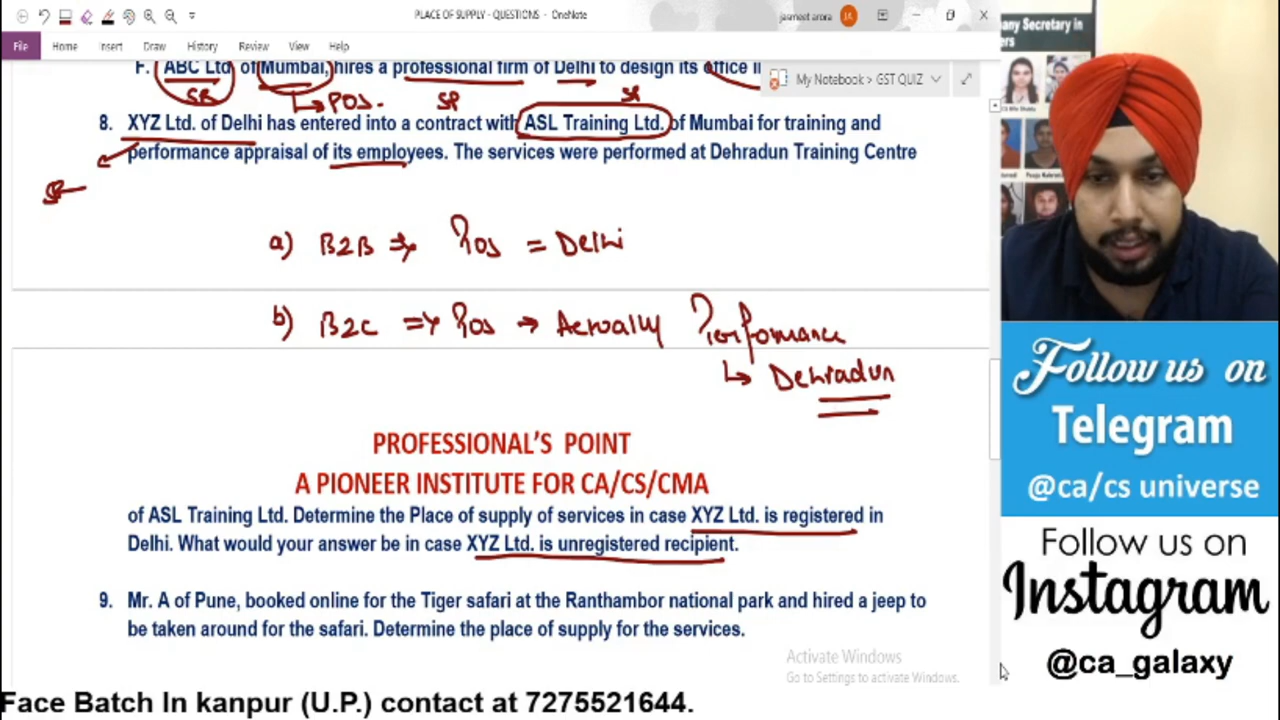 PLACE OF SUPPLY - QUESTIONS - OneNote
jasmeet arora
JA
File Home Insert Draw History Review View Help
My Notebook > GST QUIZ
F. ABC Ltd. of Mumbai, hires a professional firm of Delhi to design its office
POS.
SP
8. XYZ Ltd. of Delhi has entered into a contract with ASL Training Ltd. of Mumbai for training and
performance appraisal of its employees. The services were performed at Dehradun Training Centre
a) B2B ⇒ Pos = Delhi
b) B2C ⇒ Pos → Actually Performance
↳ Dehradun
PROFESSIONAL'S POINT
A PIONEER INSTITUTE FOR CA/CS/CMA
of ASL Training Ltd. Determine the Place of supply of services in case XYZ Ltd. is registered in
Delhi. What would your answer be in case XYZ Ltd. is unregistered recipient.
9. Mr. A of Pune, booked online for the Tiger safari at the Ranthambor national park and hired a jeep to
be taken around for the safari. Determine the place of supply for the services.
Activate Windows
Go to Settings to activate Windows.
any Secretary in
ers
Follow us on
Telegram
@ca/cs universe
Follow us on
Instagram
@ca_galaxy
Face Batch In kanpur (U.P.) contact at 7275521644.